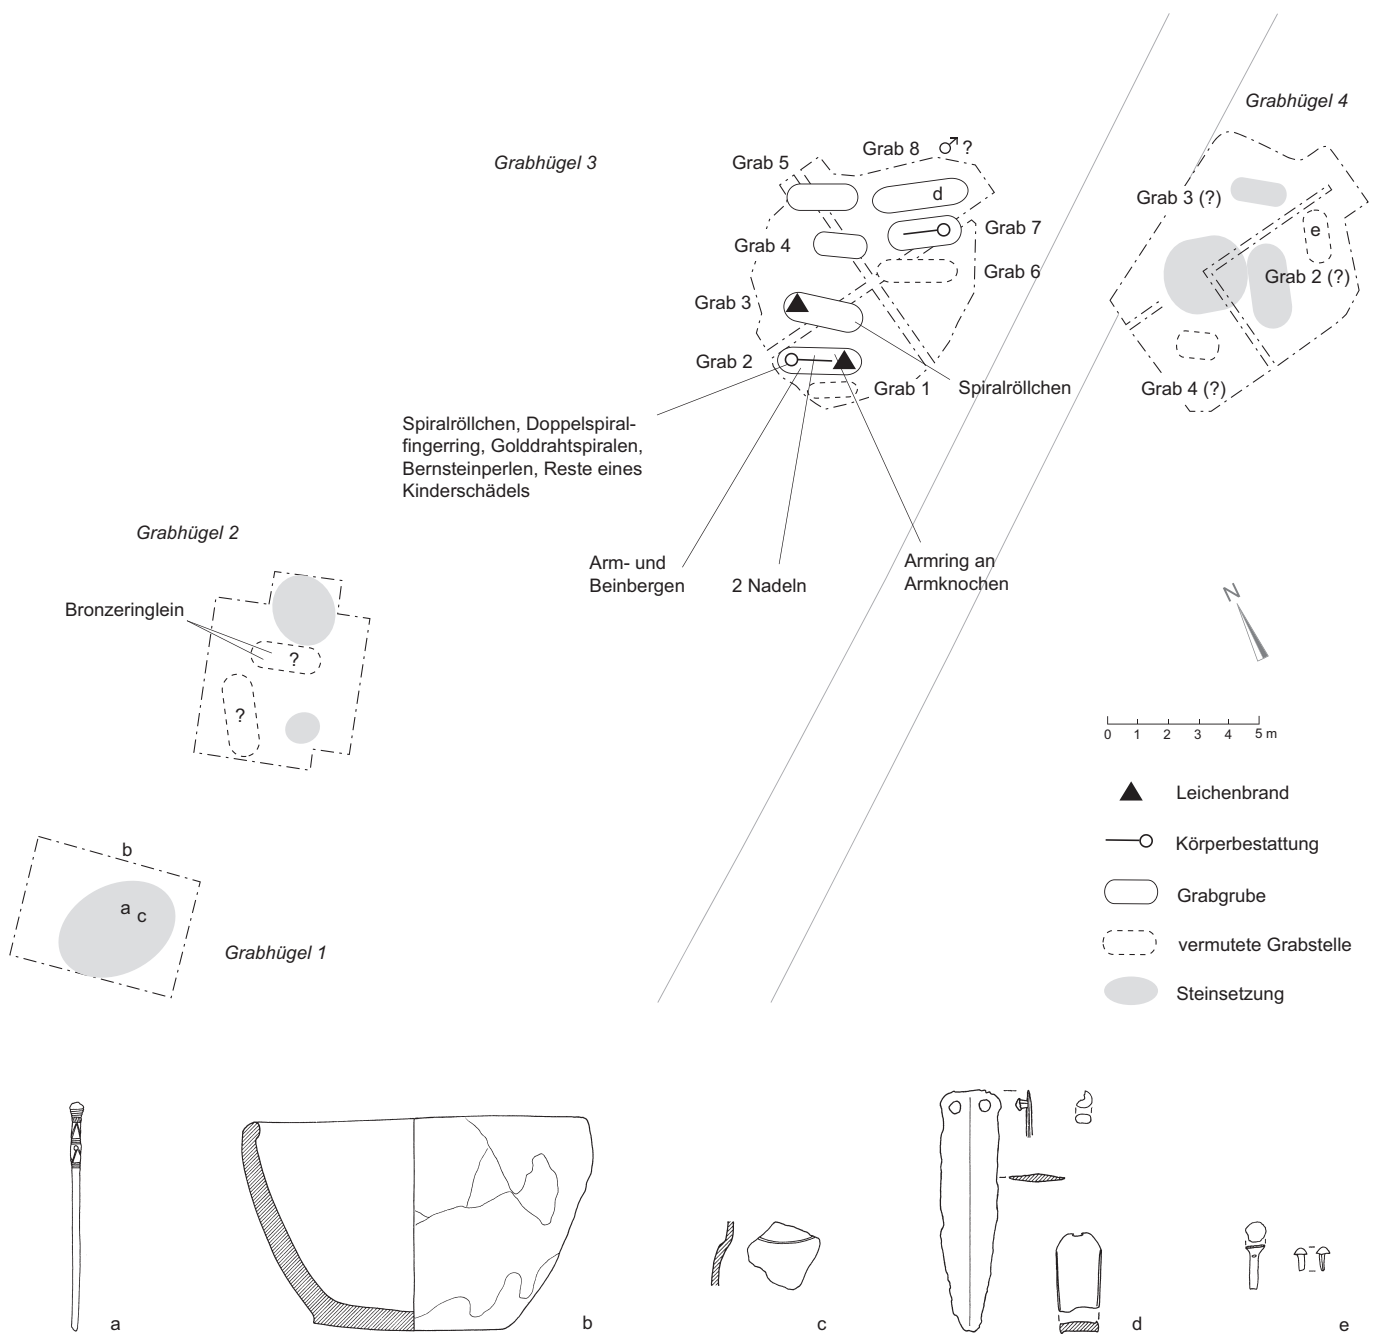 Grabhügel 4
Grabhügel 3
Grab 5
Grab 8 ♂ ?
d
Grab 3 (?)
e
Grab 7
Grab 4
Grab 6
Grab 2 (?)
Grab 3
Grab 2
Grab 1
Spiralröllchen
Grab 4 (?)
Spiralröllchen, Doppelspiral-
fingerring, Golddrahtspiralen,
Bernsteinperlen, Reste eines
Kinderschädels
Arm- und
Beinbergen
2 Nadeln
Armring an
Armknochen
Grabhügel 2
Bronzeringlein
?
?
N
0 1 2 3 4 5 m
Leichenbrand
Körperbestattung
Grabgrube
vermutete Grabstelle
Steinsetzung
b
a c
Grabhügel 1
a
b
c
d
e